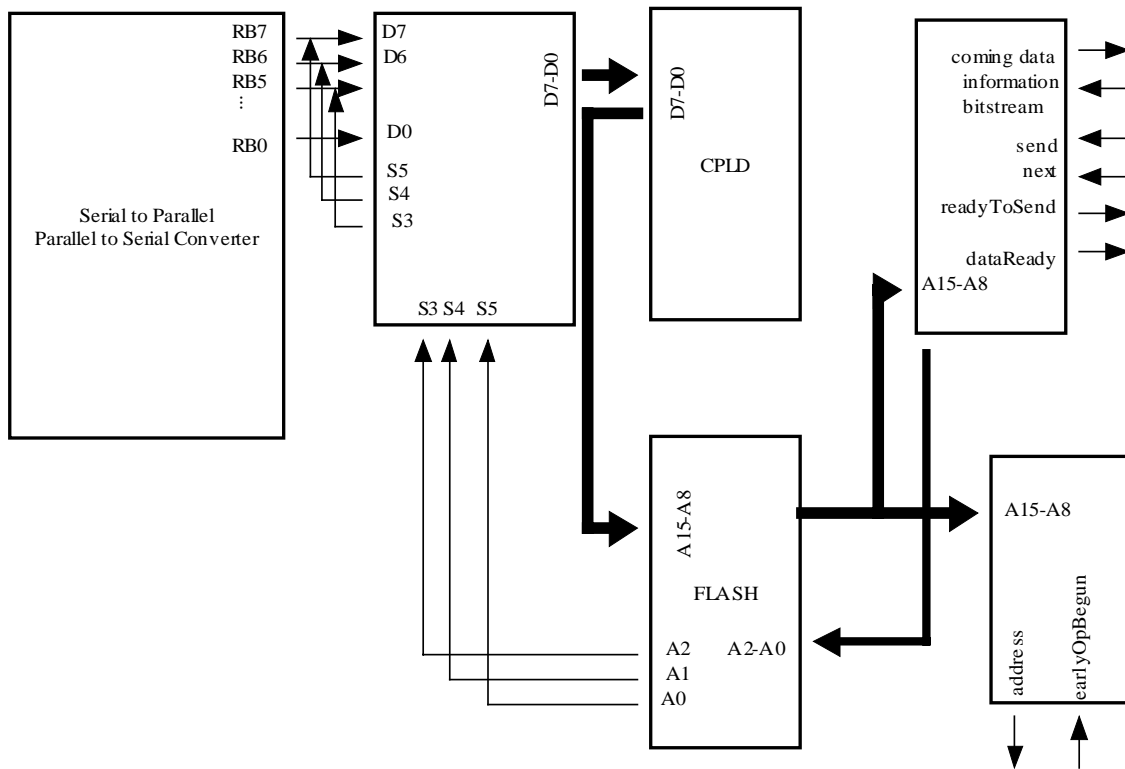 RB7
RB6
RB5
...
RB0
Serial to Parallel
Parallel to Serial Converter
D7
D6
D0
S5
S4
S3
S3 S4 S5
D7-D0
D7-D0
CPLD
coming data
information
bitstream
send
next
readyToSend
dataReady
A15-A8
A15-A8
FLASH
A2 A2-A0
A1
A0
A15-A8
address
earlyOpBegun